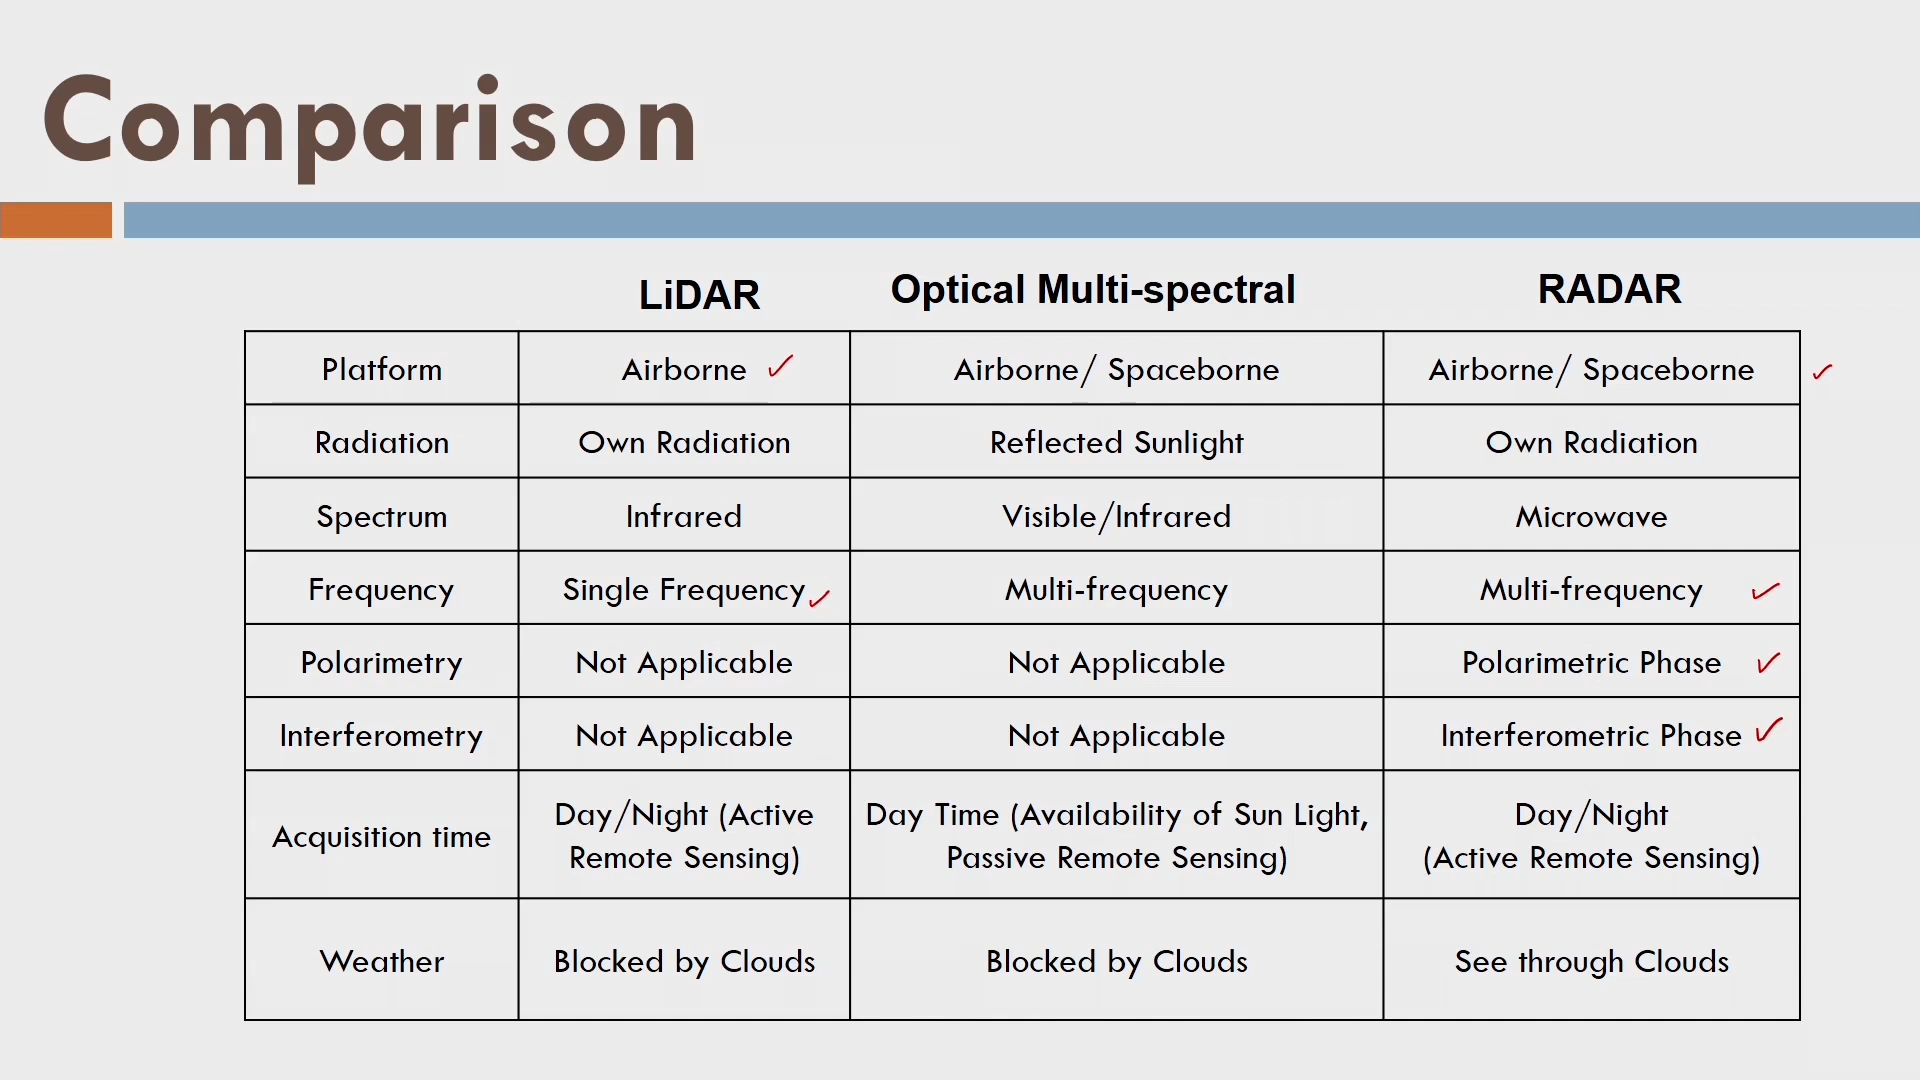 Comparison
LiDAR Optical Multi-spectral RADAR
Platform Airborne ✓ Airborne/ Spaceborne Airborne/ Spaceborne ✓
Radiation Own Radiation Reflected Sunlight Own Radiation
Spectrum Infrared Visible/Infrared Microwave
Frequency Single Frequency ✓ Multi-frequency Multi-frequency ✓
Polarimetry Not Applicable Not Applicable Polarimetric Phase ✓
Interferometry Not Applicable Not Applicable Interferometric Phase ✓
Acquisition time
Day/Night (Active
Remote Sensing)
Day Time (Availability of Sun Light,
Passive Remote Sensing)
Day/Night
(Active Remote Sensing)
Weather Blocked by Clouds Blocked by Clouds See through Clouds